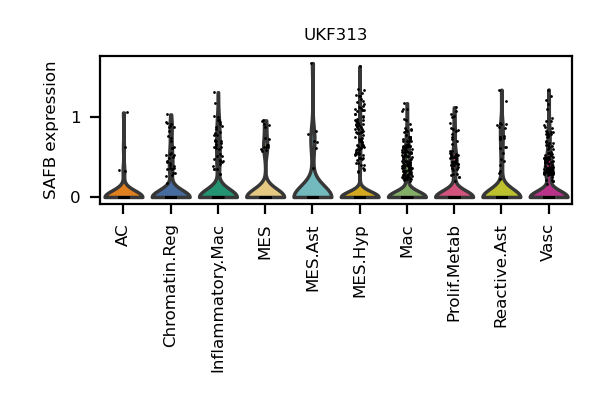 UKF313
SAFB expression
1
0
AC
Chromatin.Reg
Inflammatory.Mac
MES
MES.Ast
MES.Hyp
Mac
Prolif.Metab
Reactive.Ast
Vasc